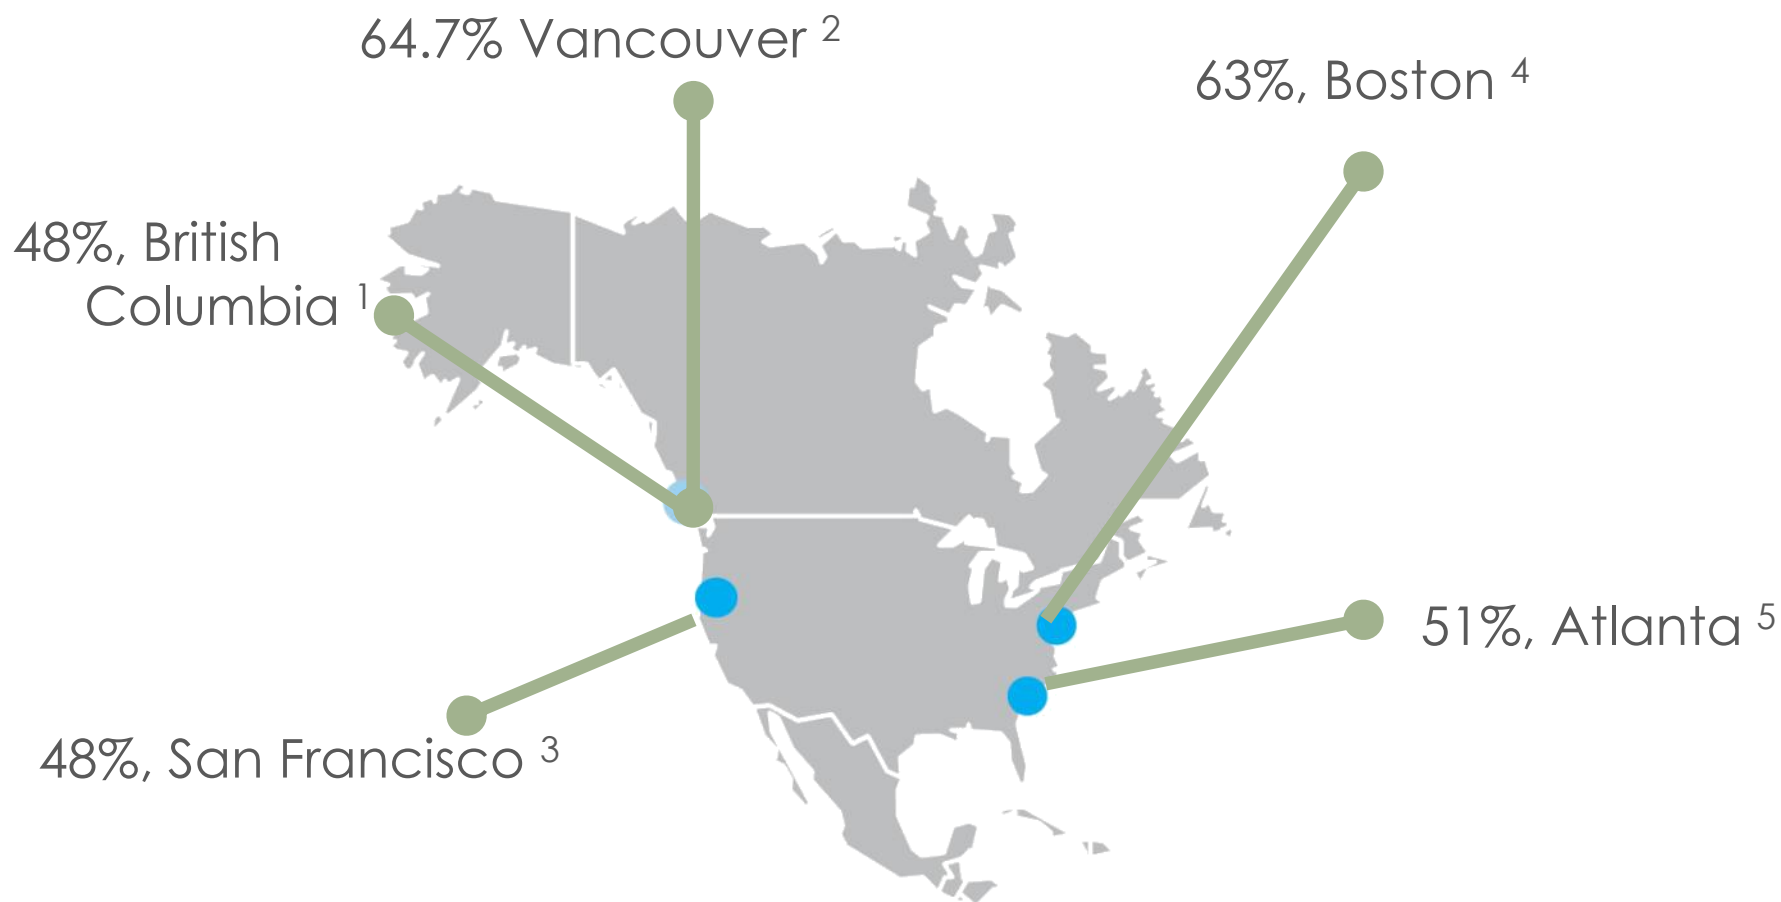 64.7% Vancouver 2
63%, Boston 4
48%, British
Columbia 1
51%, Atlanta 5
48%, San Francisco 3